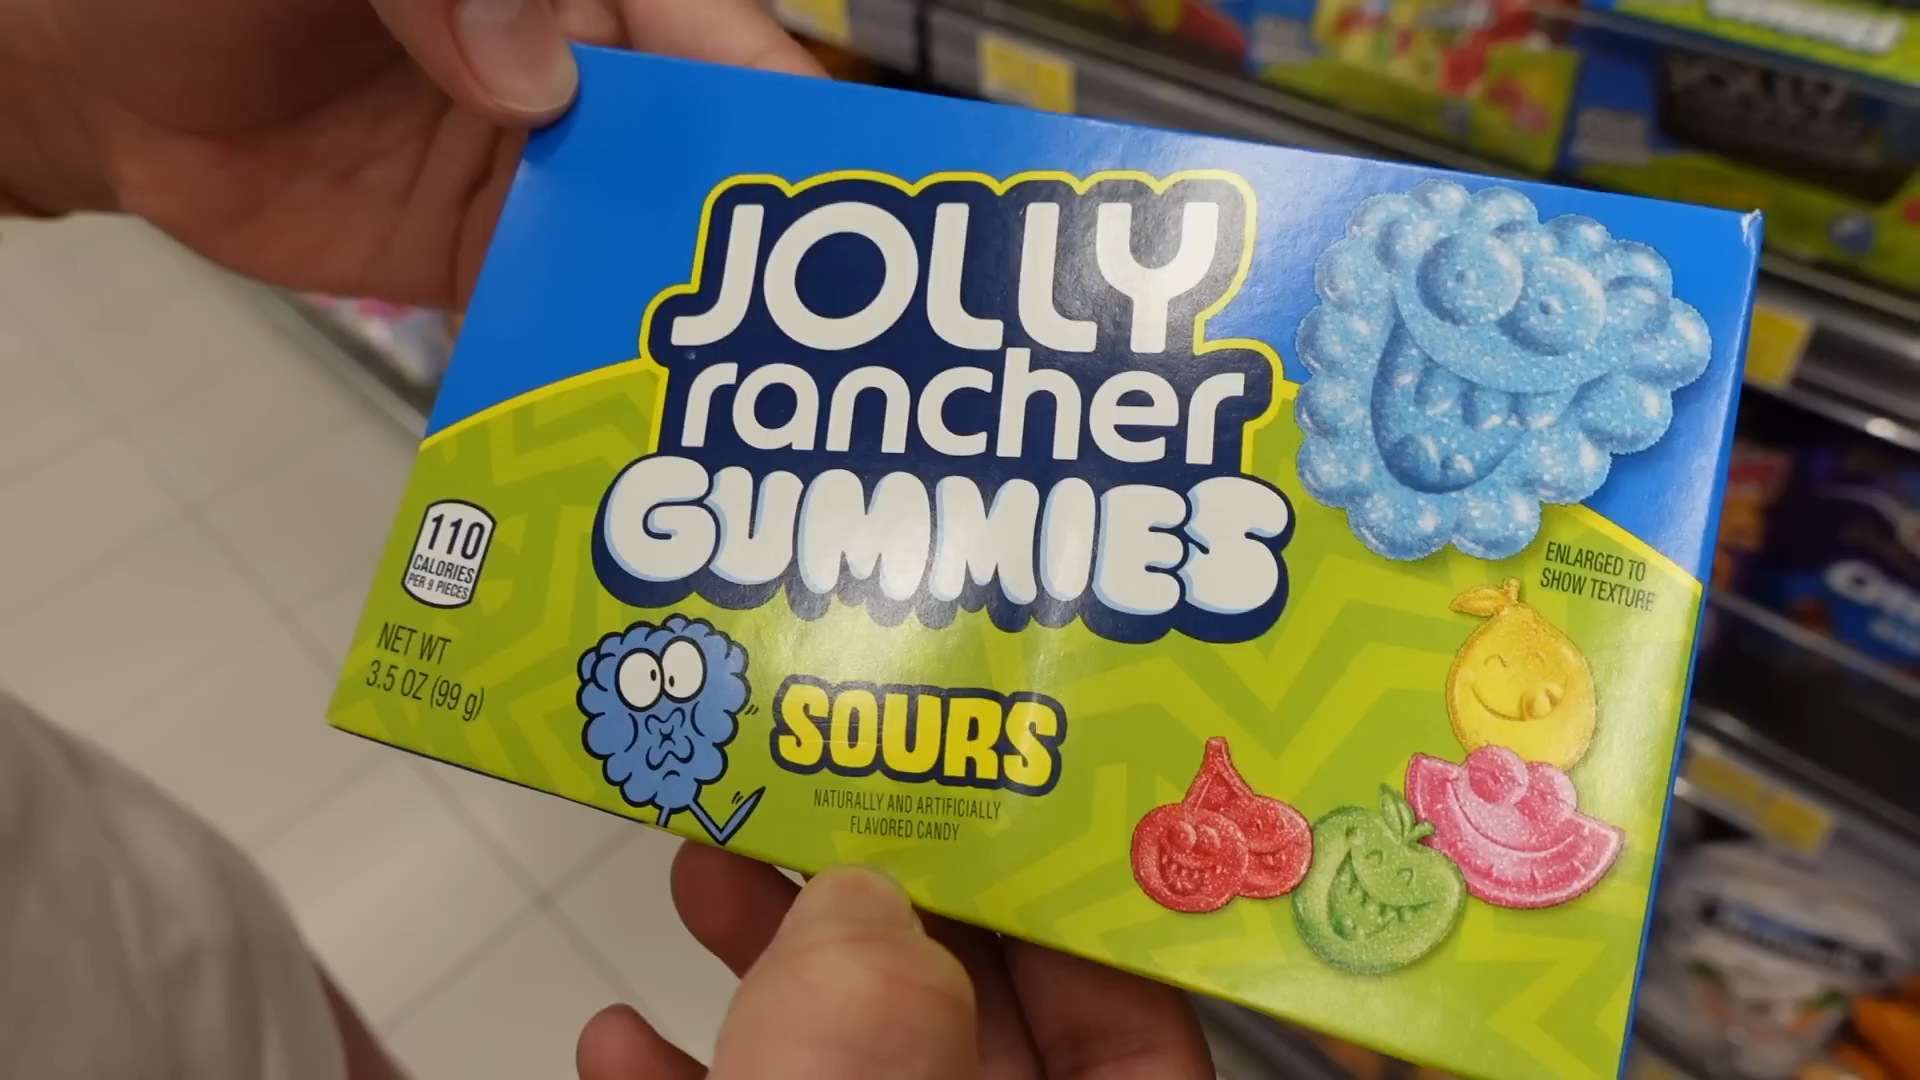 JOLLY
rancher
GUMMIES
110
CALORIES
PER 9 PIECES
NET WT
3.5 OZ (99 g)
SOURS
NATURALLY AND ARTIFICIALLY
FLAVORED CANDY
ENLARGED TO
SHOW TEXTURE